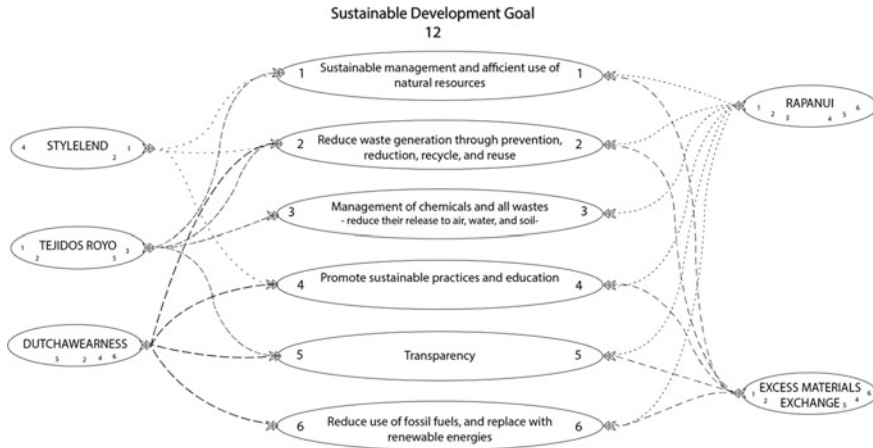 Sustainable Development Goal
12
1 Sustainable management and afficient use of 1
natural resources
2 Reduce waste generation through prevention, 2
reduction, recycle, and reuse
3 Management of chemicals and all wastes 3
- reduce their release to air, water, and soil-
4 Promote sustainable practices and education 4
5 Transparency 5
6 Reduce use of fossil fuels, and replace with 6
renewable energies
STYLELEND
4 2 1
TEJIDOS ROYO
1 2 5 3
DUTCHAWEARNESS
5 2 4 6
RAPANUI
1 2 3 4 5 6
EXCESS MATERIALS
EXCHANGE
1 2 5 4 6